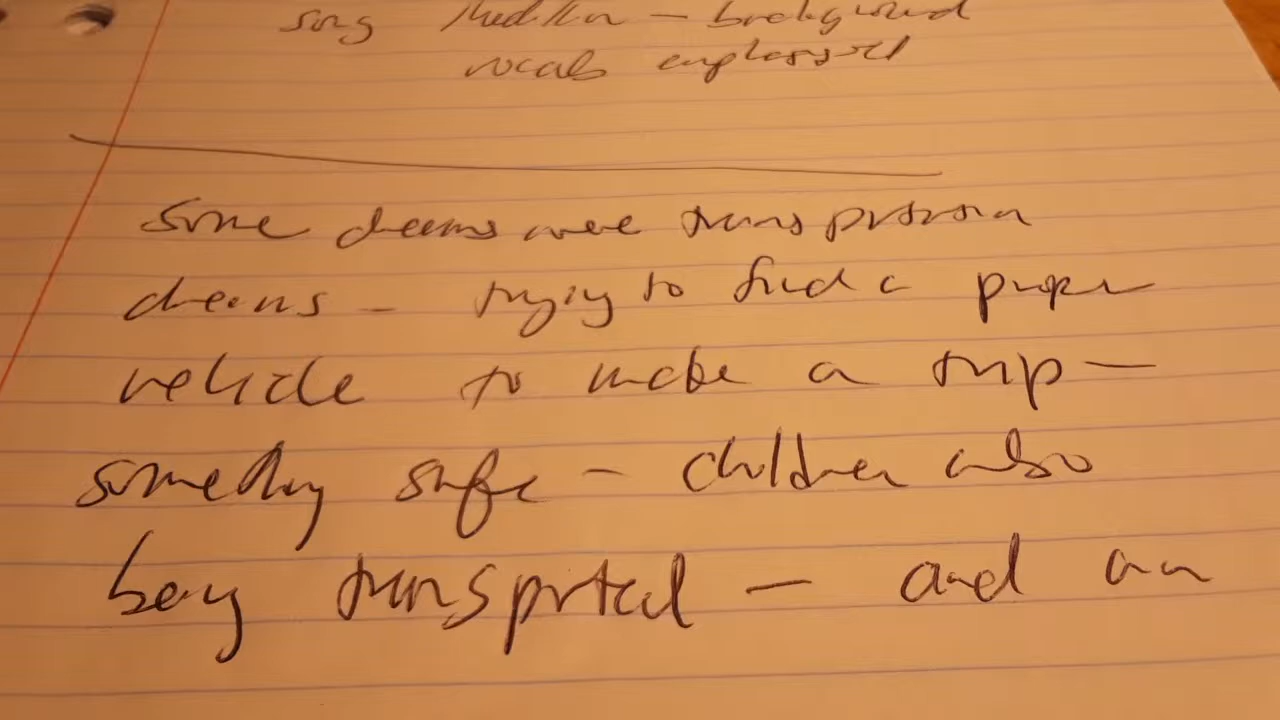 song - background
vocals emphasized
some dreams were transportation
dreams - trying to find a proper
vehicle to make a trip -
something safe - children also
being transported - and an